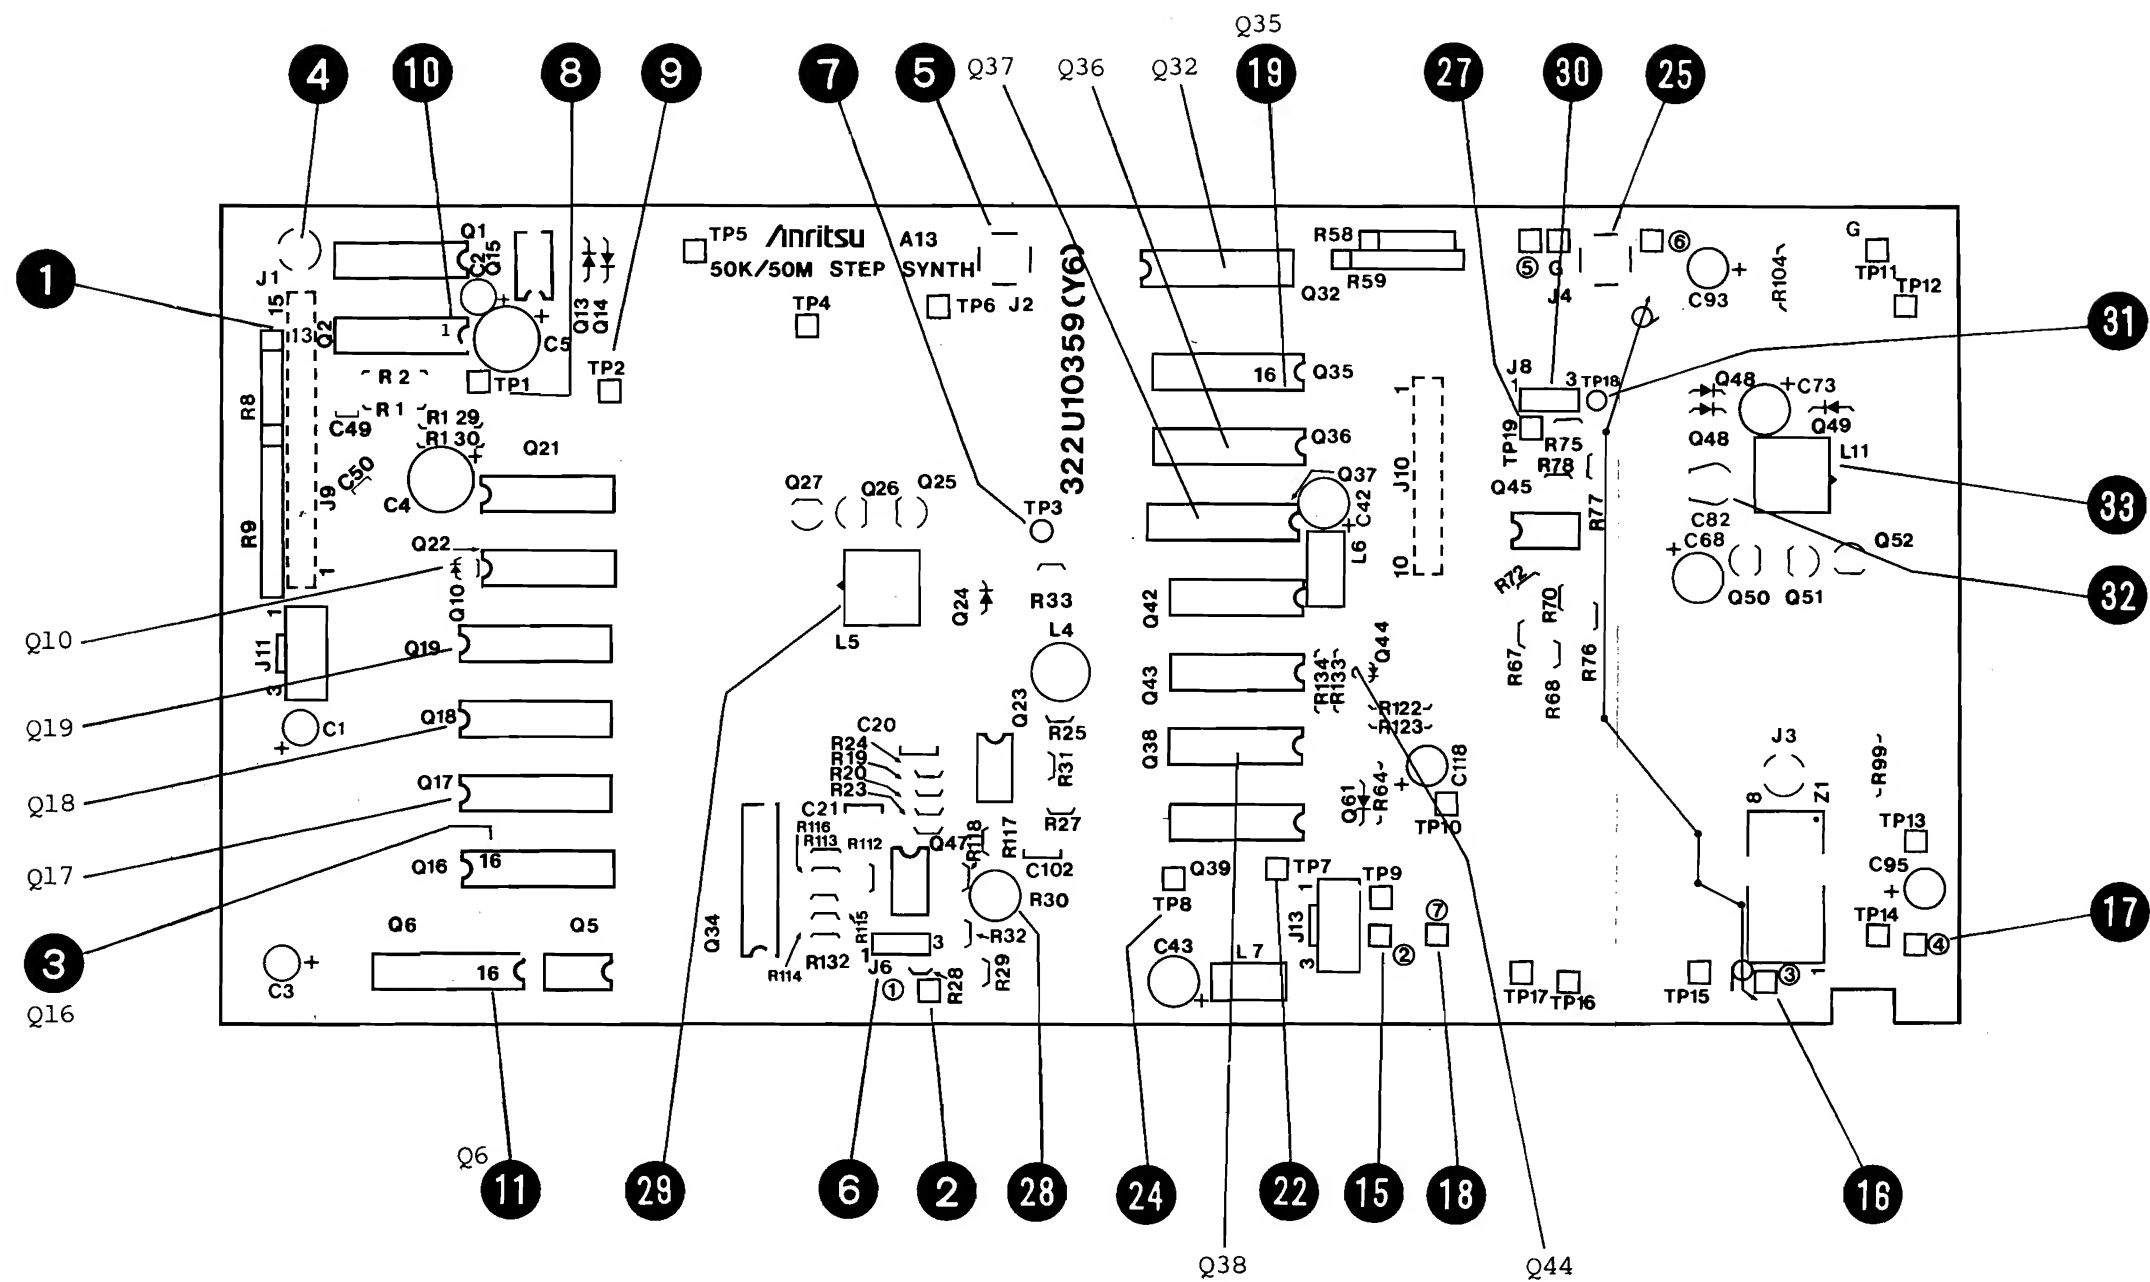 Q35
4
10
8
9
7
5
Q37
Q36
Q32
19
27
30
25
1
J1
15
Q1
C2
Q15
Q13
Q14
TP5
Anritsu A13
50K/50M STEP SYNTH
TP4
TP6
J2
322U10359(Y6)
Q32
R58
R59
5
G
J4
6
C93
R104
G
TP11
TP12
13
Q2
1
C5
TP1
TP2
R2
R1
C49
R129
R130
R8
R9
J9
1
C50
C4
Q21
Q22
Q10
16
Q35
Q36
Q37
C42
L6
1
J10
10
J8
1
3
TP18
TP19
R75
R78
Q45
R77
Q48
Q48
C73
Q49
L11
C82
C68
Q50
Q51
Q52
31
33
32
Q27
Q26
Q25
TP3
Q24
R33
L5
L4
Q42
Q43
Q38
R134
R133
Q44
R122
R123
C118
TP10
Q61
R64
R72
R70
R67
R68
R76
Q10
Q19
Q18
Q17
3
Q16
1
J11
3
C1
Q19
Q18
Q17
Q16
16
Q6
Q5
16
C3
C20
R24
R19
R20
R23
C21
R116
R113
R112
Q23
R25
R31
R27
Q47
R118
R117
C102
R30
R115
Q34
R114
R132
1
3
J6
1
R28
R32
R29
Q39
TP8
TP7
C43
L7
1
J13
3
TP9
2
7
J3
8
Z1
1
R99
TP13
C95
TP14
4
17
TP17
TP16
TP15
3
Q6
11
29
6
2
28
24
22
15
18
16
Q38
Q44